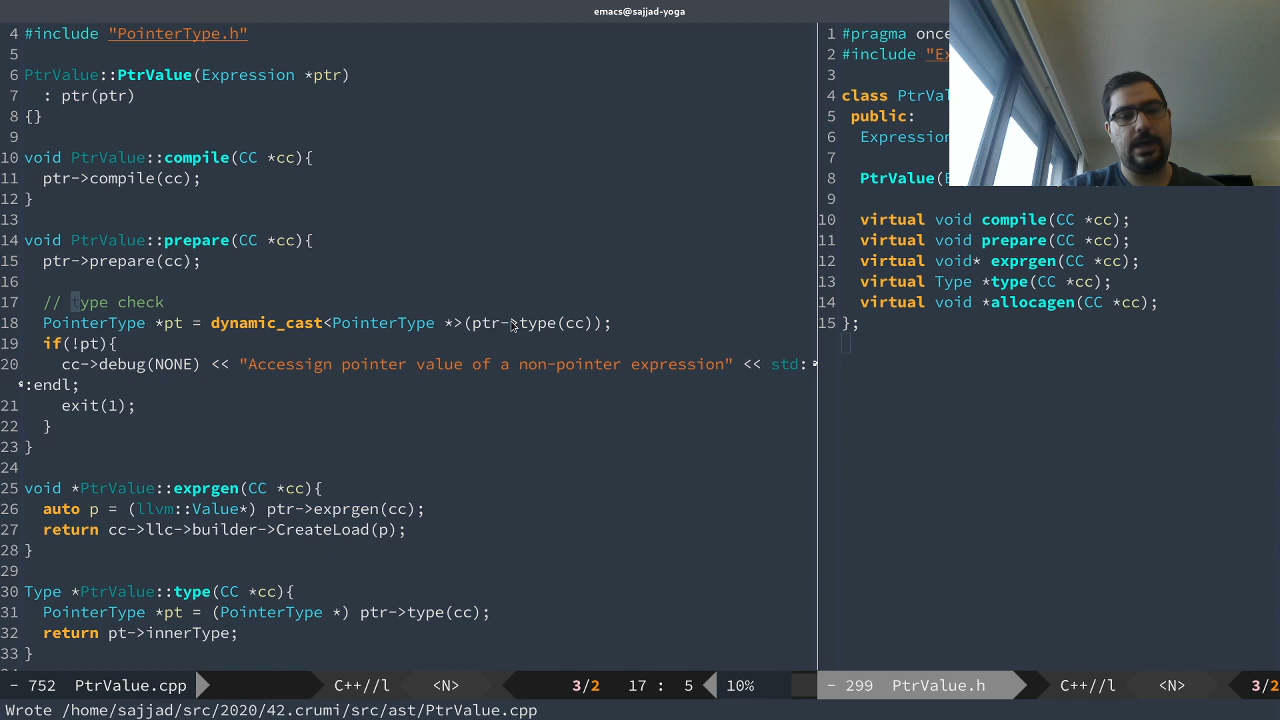 emacs@sajjad-yoga
4 #include "PointerType.h"
5
6 PtrValue::PtrValue(Expression *ptr)
7 : ptr(ptr)
8 {}
9
10 void PtrValue::compile(CC *cc){
11 ptr->compile(cc);
12 }
13
14 void PtrValue::prepare(CC *cc){
15 ptr->prepare(cc);
16
17 // type check
18 PointerType *pt = dynamic_cast<PointerType *>(ptr->type(cc));
19 if(!pt){
20 cc->debug(NONE) << "Accessign pointer value of a non-pointer expression" << std:
:endl;
21 exit(1);
22 }
23 }
24
25 void *PtrValue::exprgen(CC *cc){
26 auto p = (llvm::Value*) ptr->exprgen(cc);
27 return cc->llc->builder->CreateLoad(p);
28 }
29
30 Type *PtrValue::type(CC *cc){
31 PointerType *pt = (PointerType *) ptr->type(cc);
32 return pt->innerType;
33 }
- 752 PtrValue.cpp C++//l <N> 3/2 17 : 5 10%
1 #pragma once
2 #include "Ex
3
4 class PtrVal
5 public:
6 Expression
7
8 PtrValue(E
9
10 virtual void compile(CC *cc);
11 virtual void prepare(CC *cc);
12 virtual void* exprgen(CC *cc);
13 virtual Type *type(CC *cc);
14 virtual void *allocagen(CC *cc);
15 };
- 299 PtrValue.h C++//l <N> 3/2
Wrote /home/sajjad/src/2020/42.crumi/src/ast/PtrValue.cpp